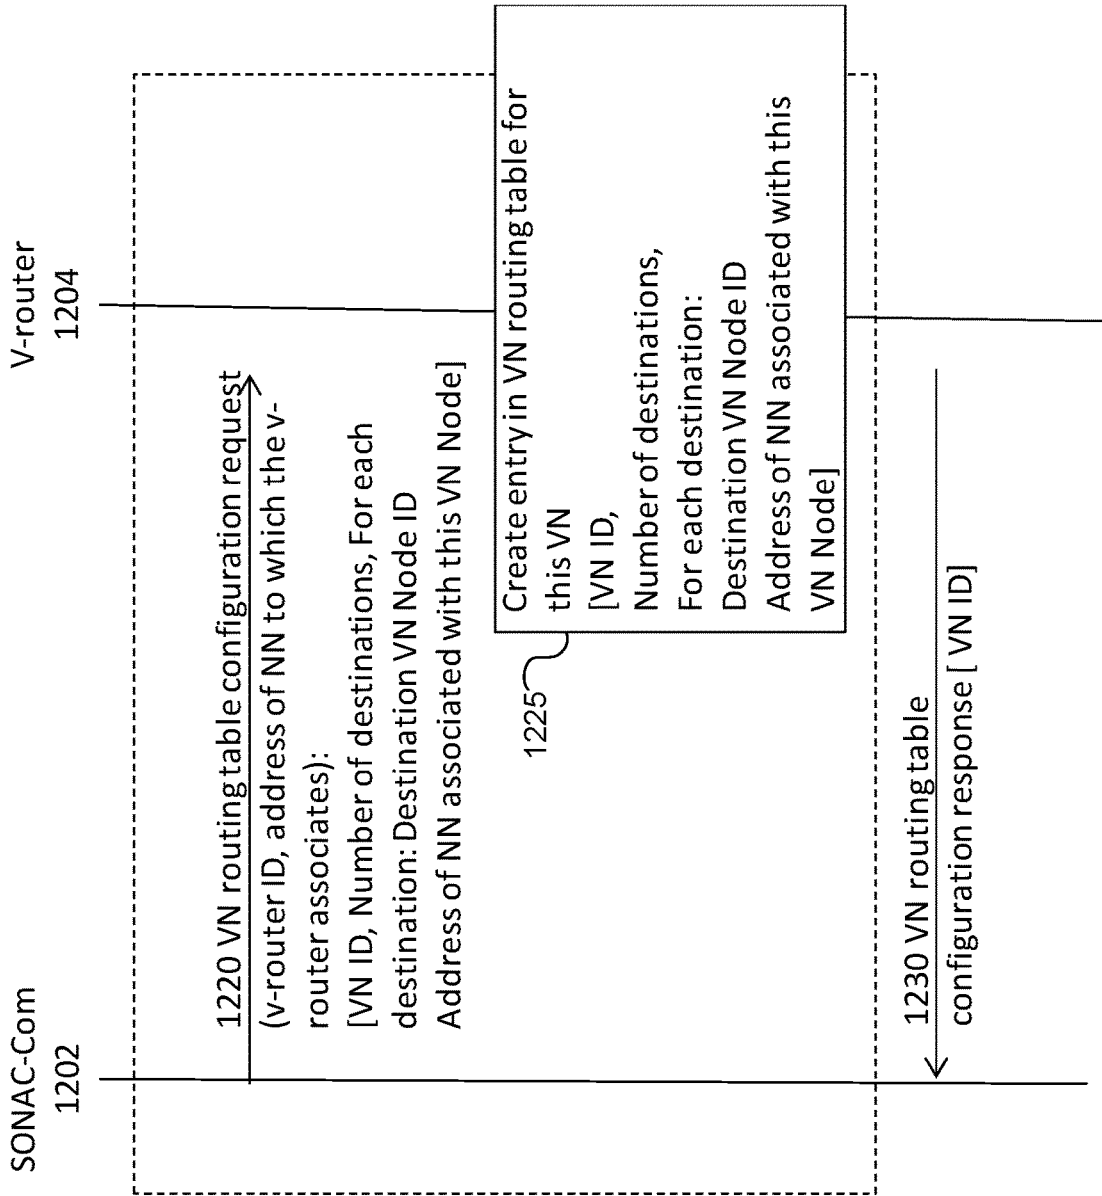 SONAC-Com
1202
V-router
1204
1220 VN routing table configuration request
(v-router ID, address of NN to which the v-
router associates):
[VN ID, Number of destinations, For each
destination: Destination VN Node ID
Address of NN associated with this VN Node]
Create entry in VN routing table for
this VN
[VN ID,
Number of destinations,
For each destination:
Destination VN Node ID
Address of NN associated with this
VN Node]
1225
1230 VN routing table
configuration response [ VN ID]